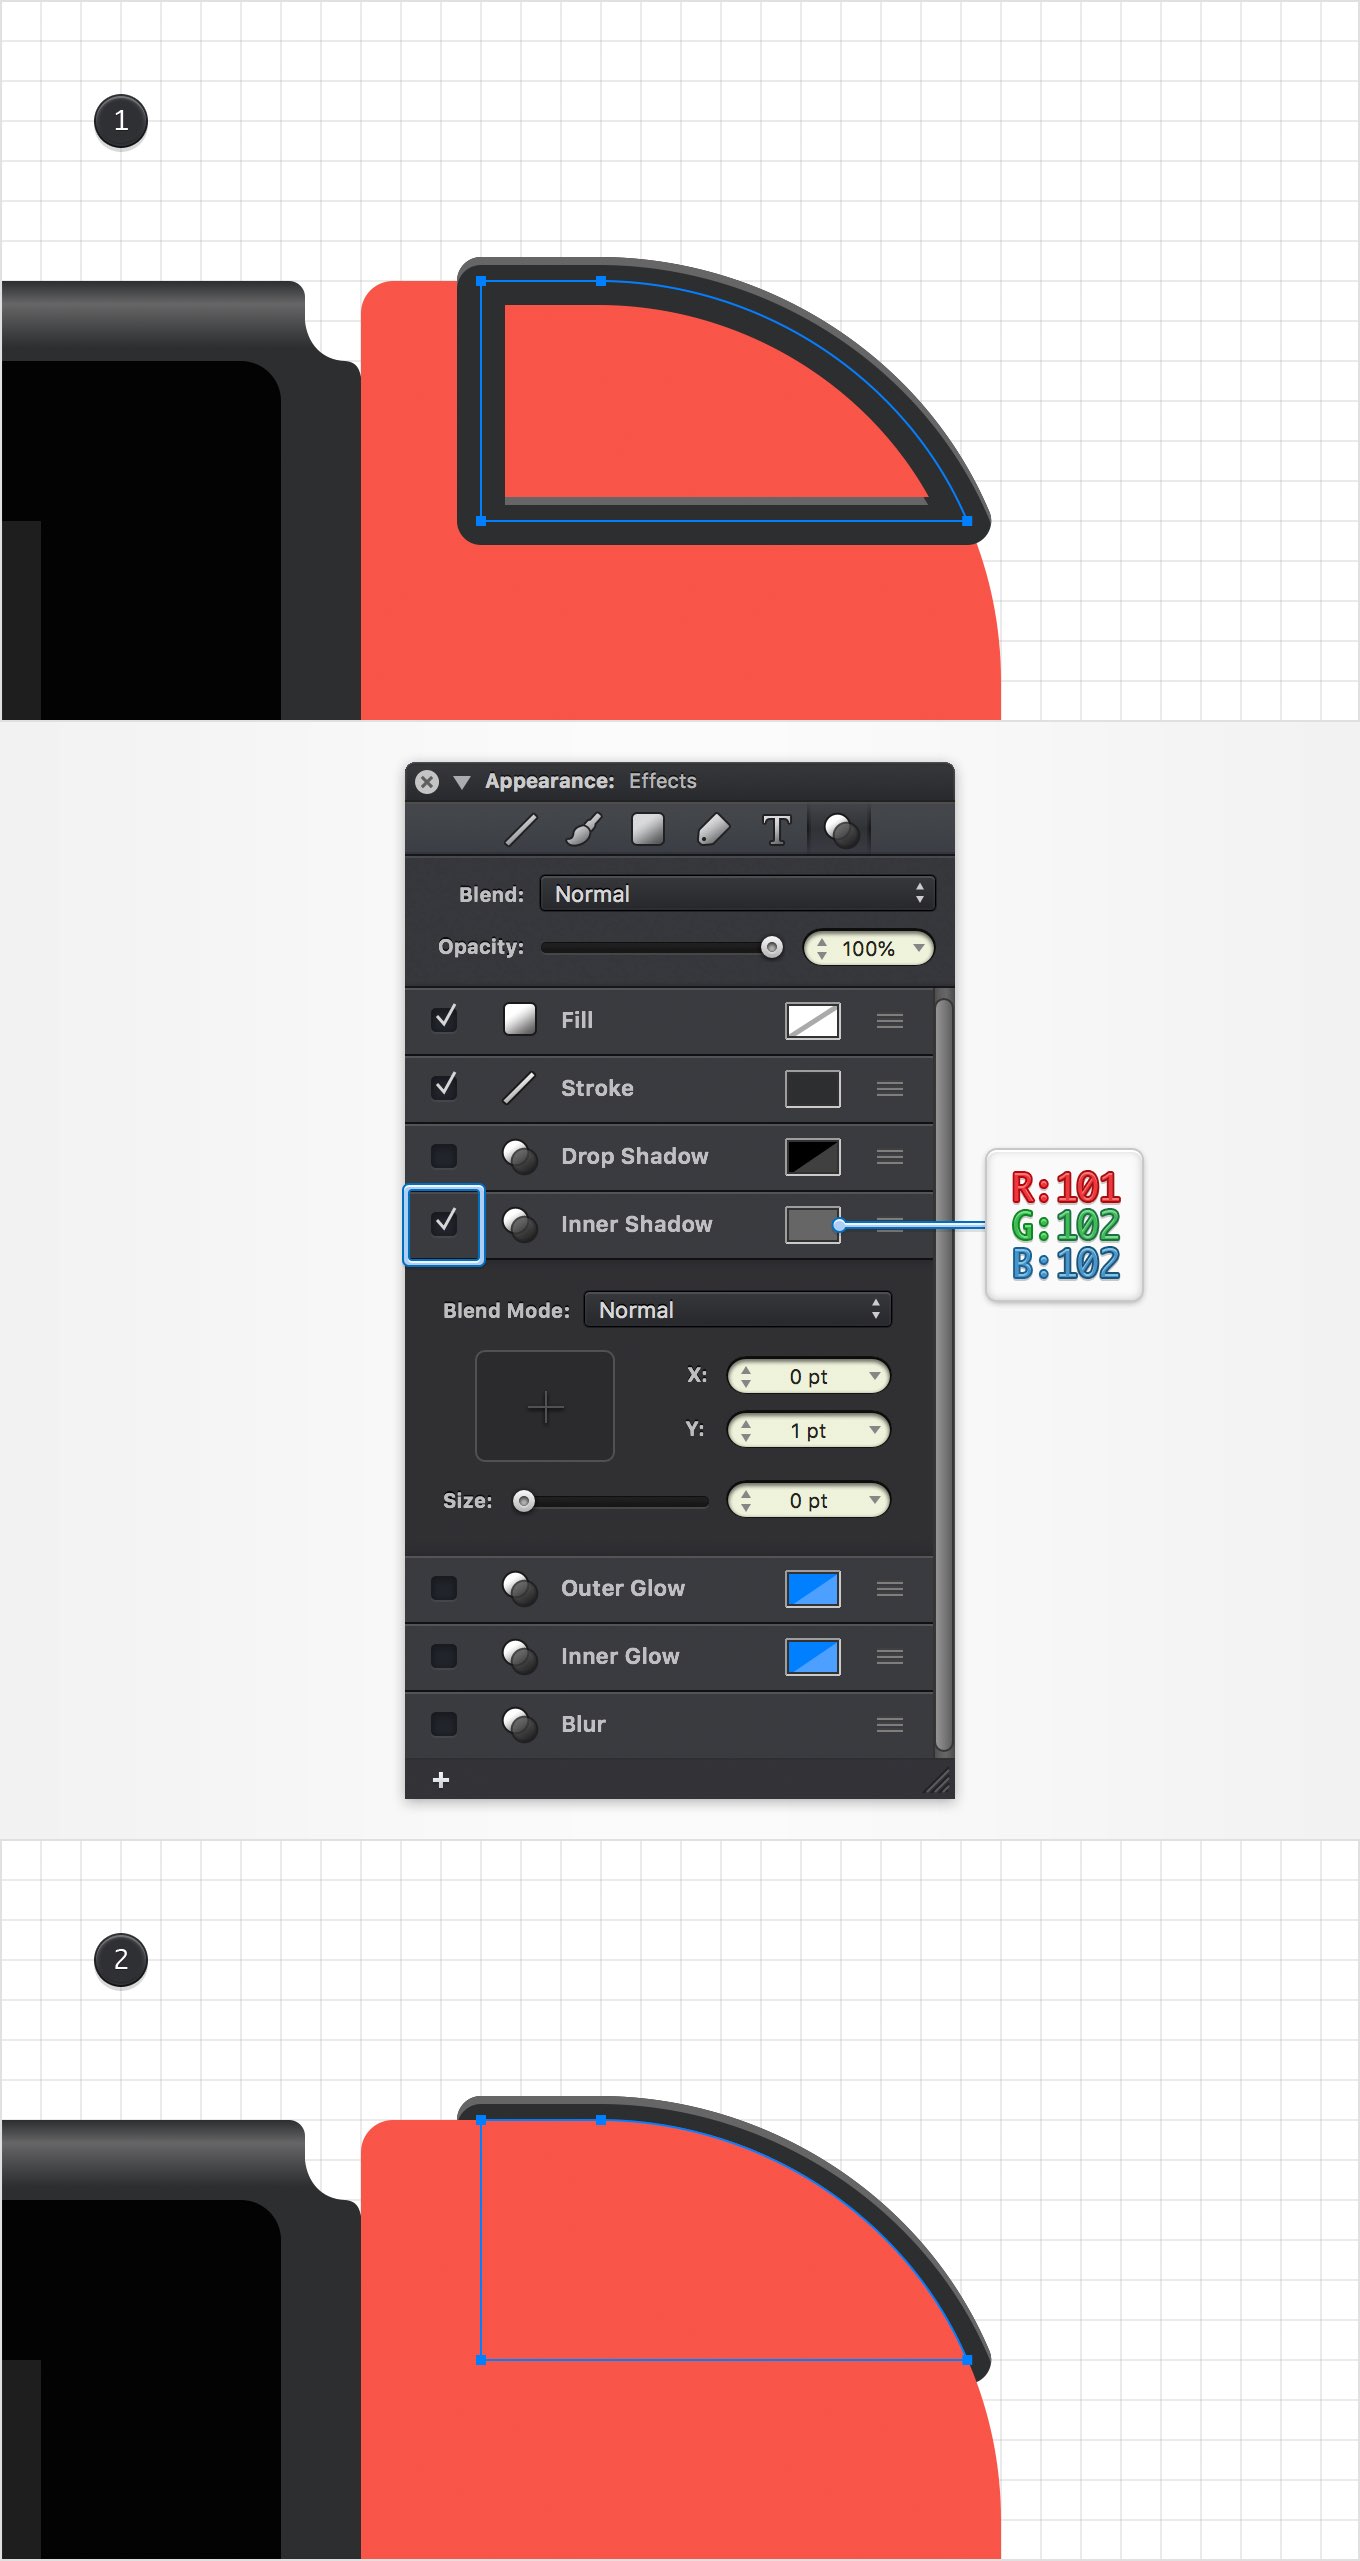 1
Appearance: Effects
T
Blend: Normal
Opacity: 100%
Fill
Stroke
Drop Shadow
Inner Shadow
R:101
G:102
B:102
Blend Mode: Normal
X: 0 pt
Y: 1 pt
Size: 0 pt
Outer Glow
Inner Glow
Blur
2